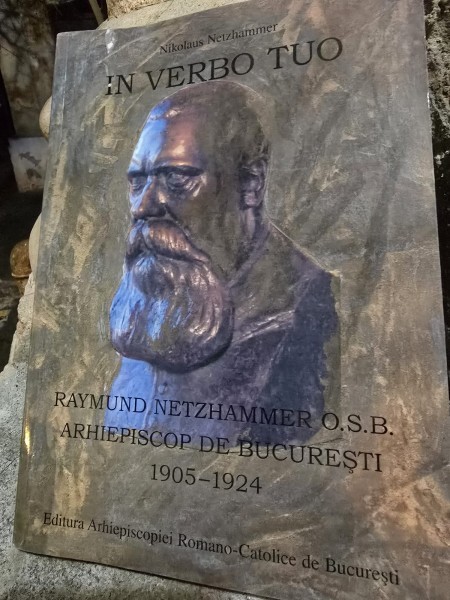 Nikolaus Netzhammer
IN VERBO TUO
RAYMUND NETZHAMMER O.S.B.
ARHIEPISCOP DE BUCUREŞTI
1905–1924
Editura Arhiepiscopiei Romano-Catolice de Bucureşti